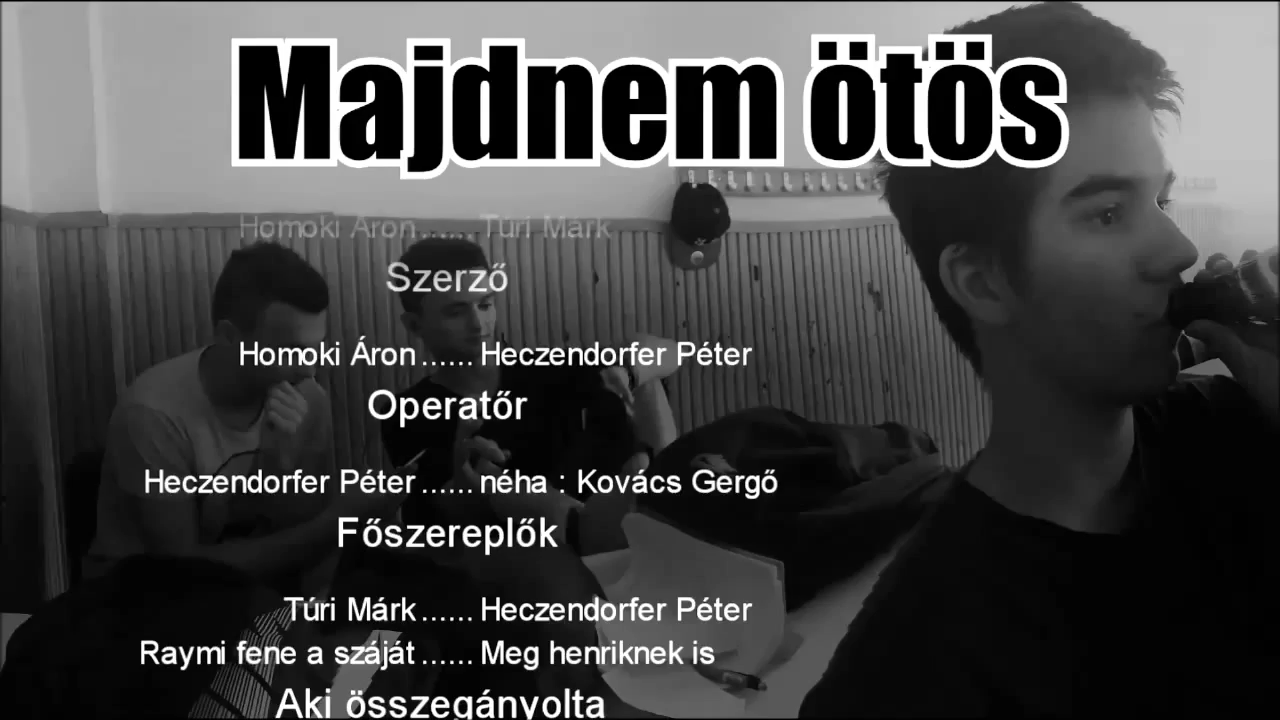 Majdnem ötös
Homoki Áron ...... Túri Márk
Szerző
Homoki Áron ...... Heczendorfer Péter
Operatőr
Heczendorfer Péter ...... néha : Kovács Gergő
Főszereplők
Túri Márk ...... Heczendorfer Péter
Raymi fene a száját ...... Meg henriknek is
Aki összegányolta